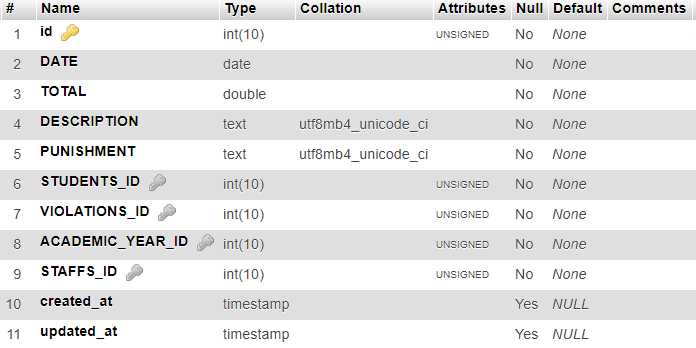 # Name Type Collation Attributes Null Default Comments
1 id int(10) UNSIGNED No None
2 DATE date No None
3 TOTAL double No None
4 DESCRIPTION text utf8mb4_unicode_ci No None
5 PUNISHMENT text utf8mb4_unicode_ci No None
6 STUDENTS_ID int(10) UNSIGNED No None
7 VIOLATIONS_ID int(10) UNSIGNED No None
8 ACADEMIC_YEAR_ID int(10) UNSIGNED No None
9 STAFFS_ID int(10) UNSIGNED No None
10 created_at timestamp Yes NULL
11 updated_at timestamp Yes NULL